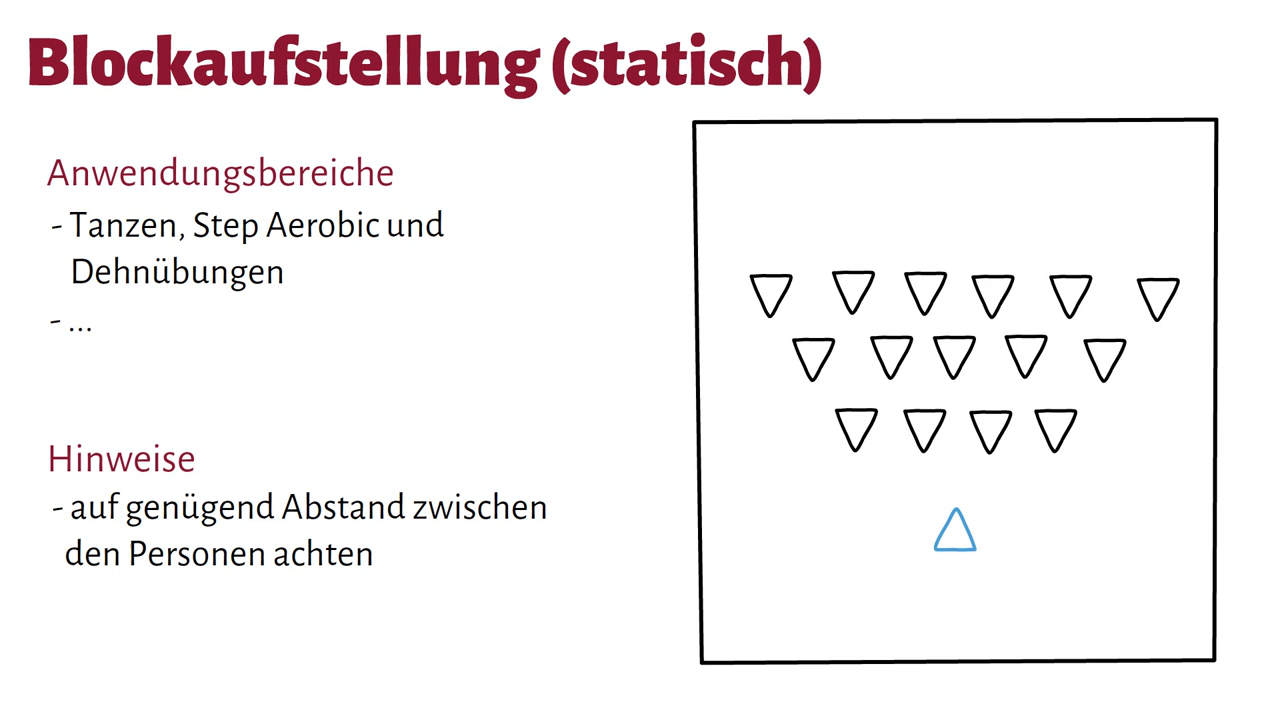 Blockaufstellung (statisch)
Anwendungsbereiche
- Tanzen, Step Aerobic und
Dehnübungen
- ...
Hinweise
- auf genügend Abstand zwischen
den Personen achten